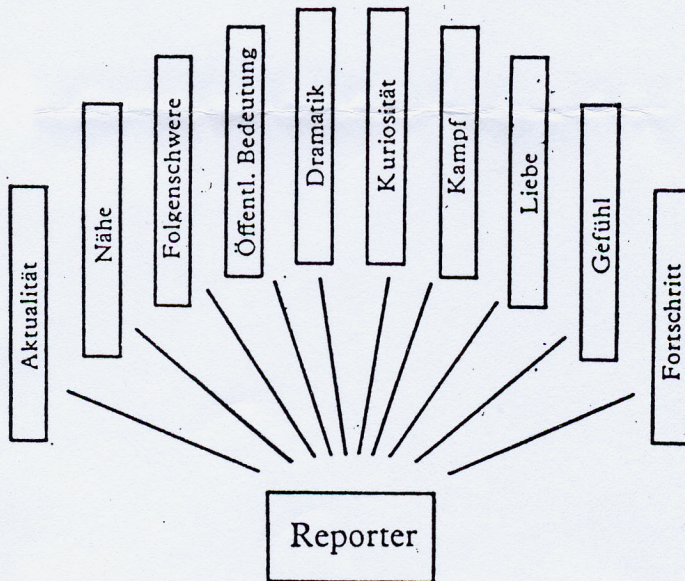 Aktualität
Nähe
Folgenschwere
Öffentl. Bedeutung
Dramatik
Kuriosität
Kampf
Liebe
Gefühl
Fortschritt
Reporter